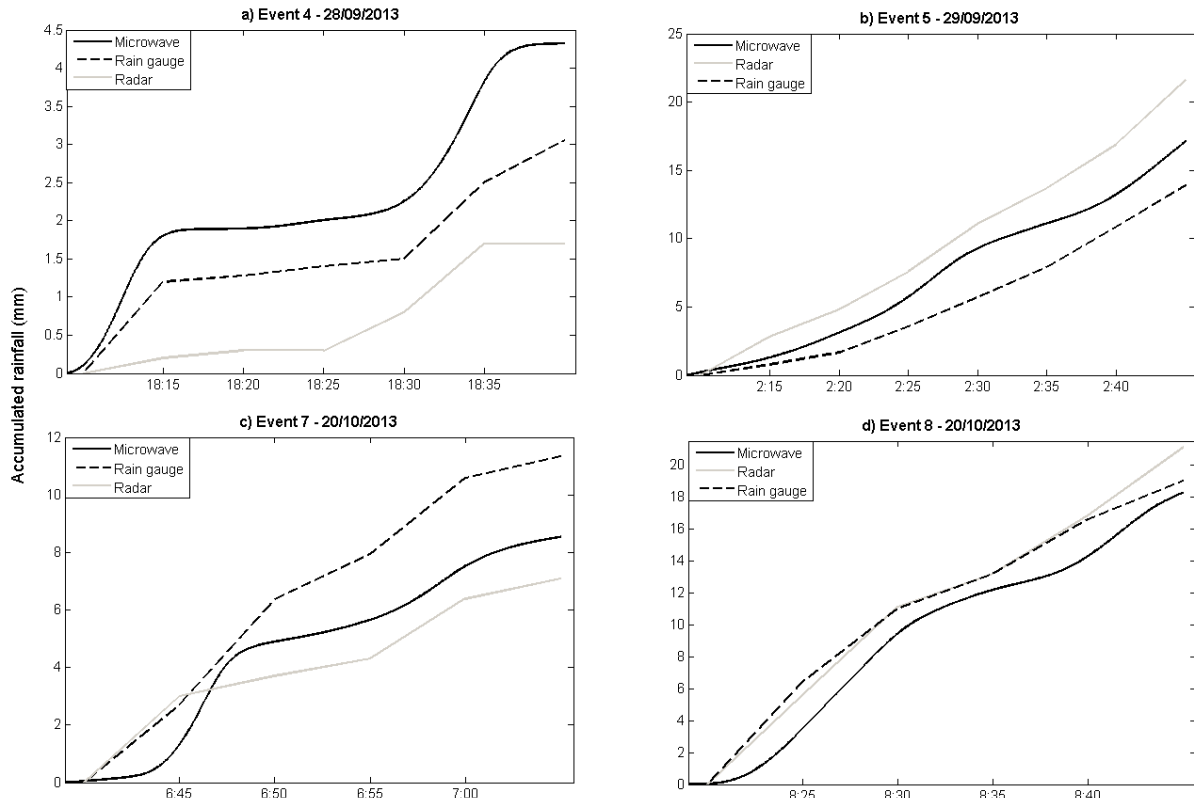 a) Event 4 - 28/09/2013
4.5
4
3.5
3
2.5
2
1.5
1
0.5
0
Microwave
Rain gauge
Radar
18:15 18:20 18:25 18:30 18:35
b) Event 5 - 29/09/2013
25
20
15
10
5
0
Microwave
Radar
Rain gauge
2:15 2:20 2:25 2:30 2:35 2:40
Accumulated rainfall (mm)
c) Event 7 - 20/10/2013
12
10
8
6
4
2
0
Microwave
Rain gauge
Radar
6:45 6:50 6:55 7:00
d) Event 8 - 20/10/2013
20
18
16
14
12
10
8
6
4
2
0
Microwave
Radar
Rain gauge
8:25 8:30 8:35 8:40